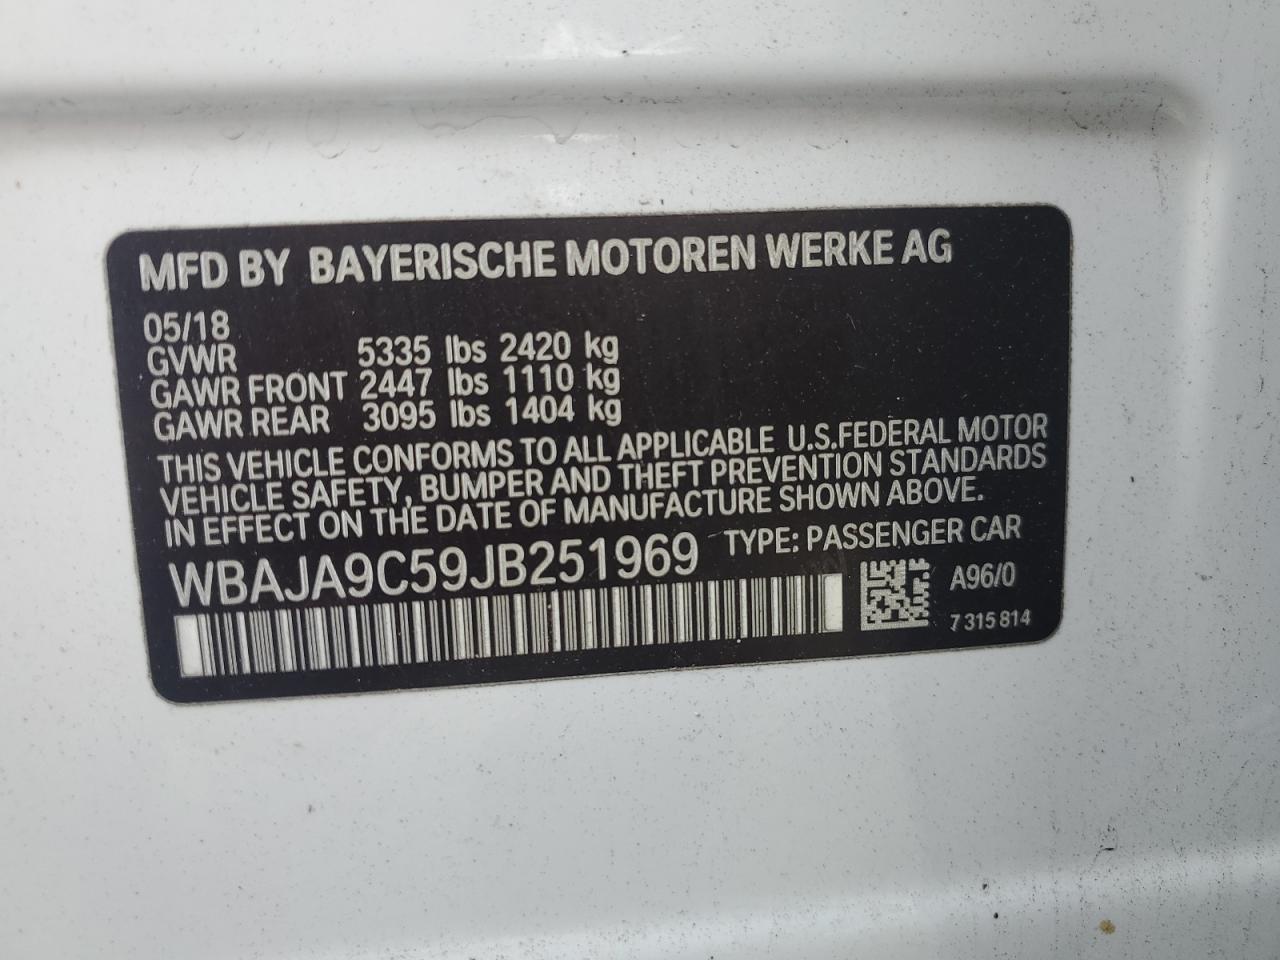 MFD BY BAYERISCHE MOTOREN WERKE AG
05/18
GVWR 5335 lbs 2420 kg
GAWR FRONT 2447 lbs 1110 kg
GAWR REAR 3095 lbs 1404 kg
THIS VEHICLE CONFORMS TO ALL APPLICABLE U.S.FEDERAL MOTOR
VEHICLE SAFETY, BUMPER AND THEFT PREVENTION STANDARDS
IN EFFECT ON THE DATE OF MANUFACTURE SHOWN ABOVE.
WBAJA9C59JB251969 TYPE: PASSENGER CAR
A96/0
7 315 814